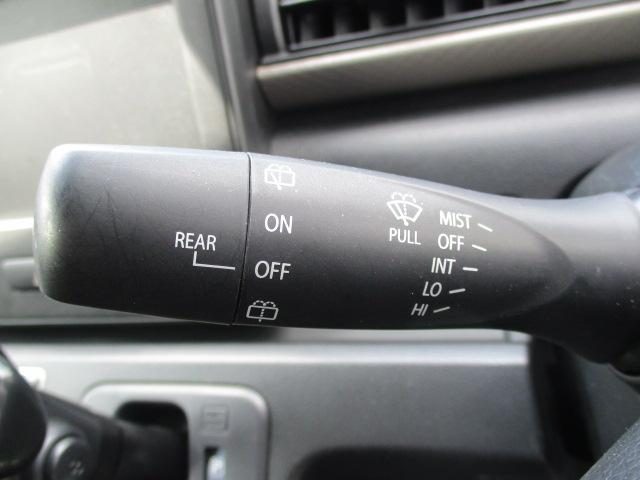 REAR
ON
OFF
PULL
MIST
OFF
INT
LO
HI